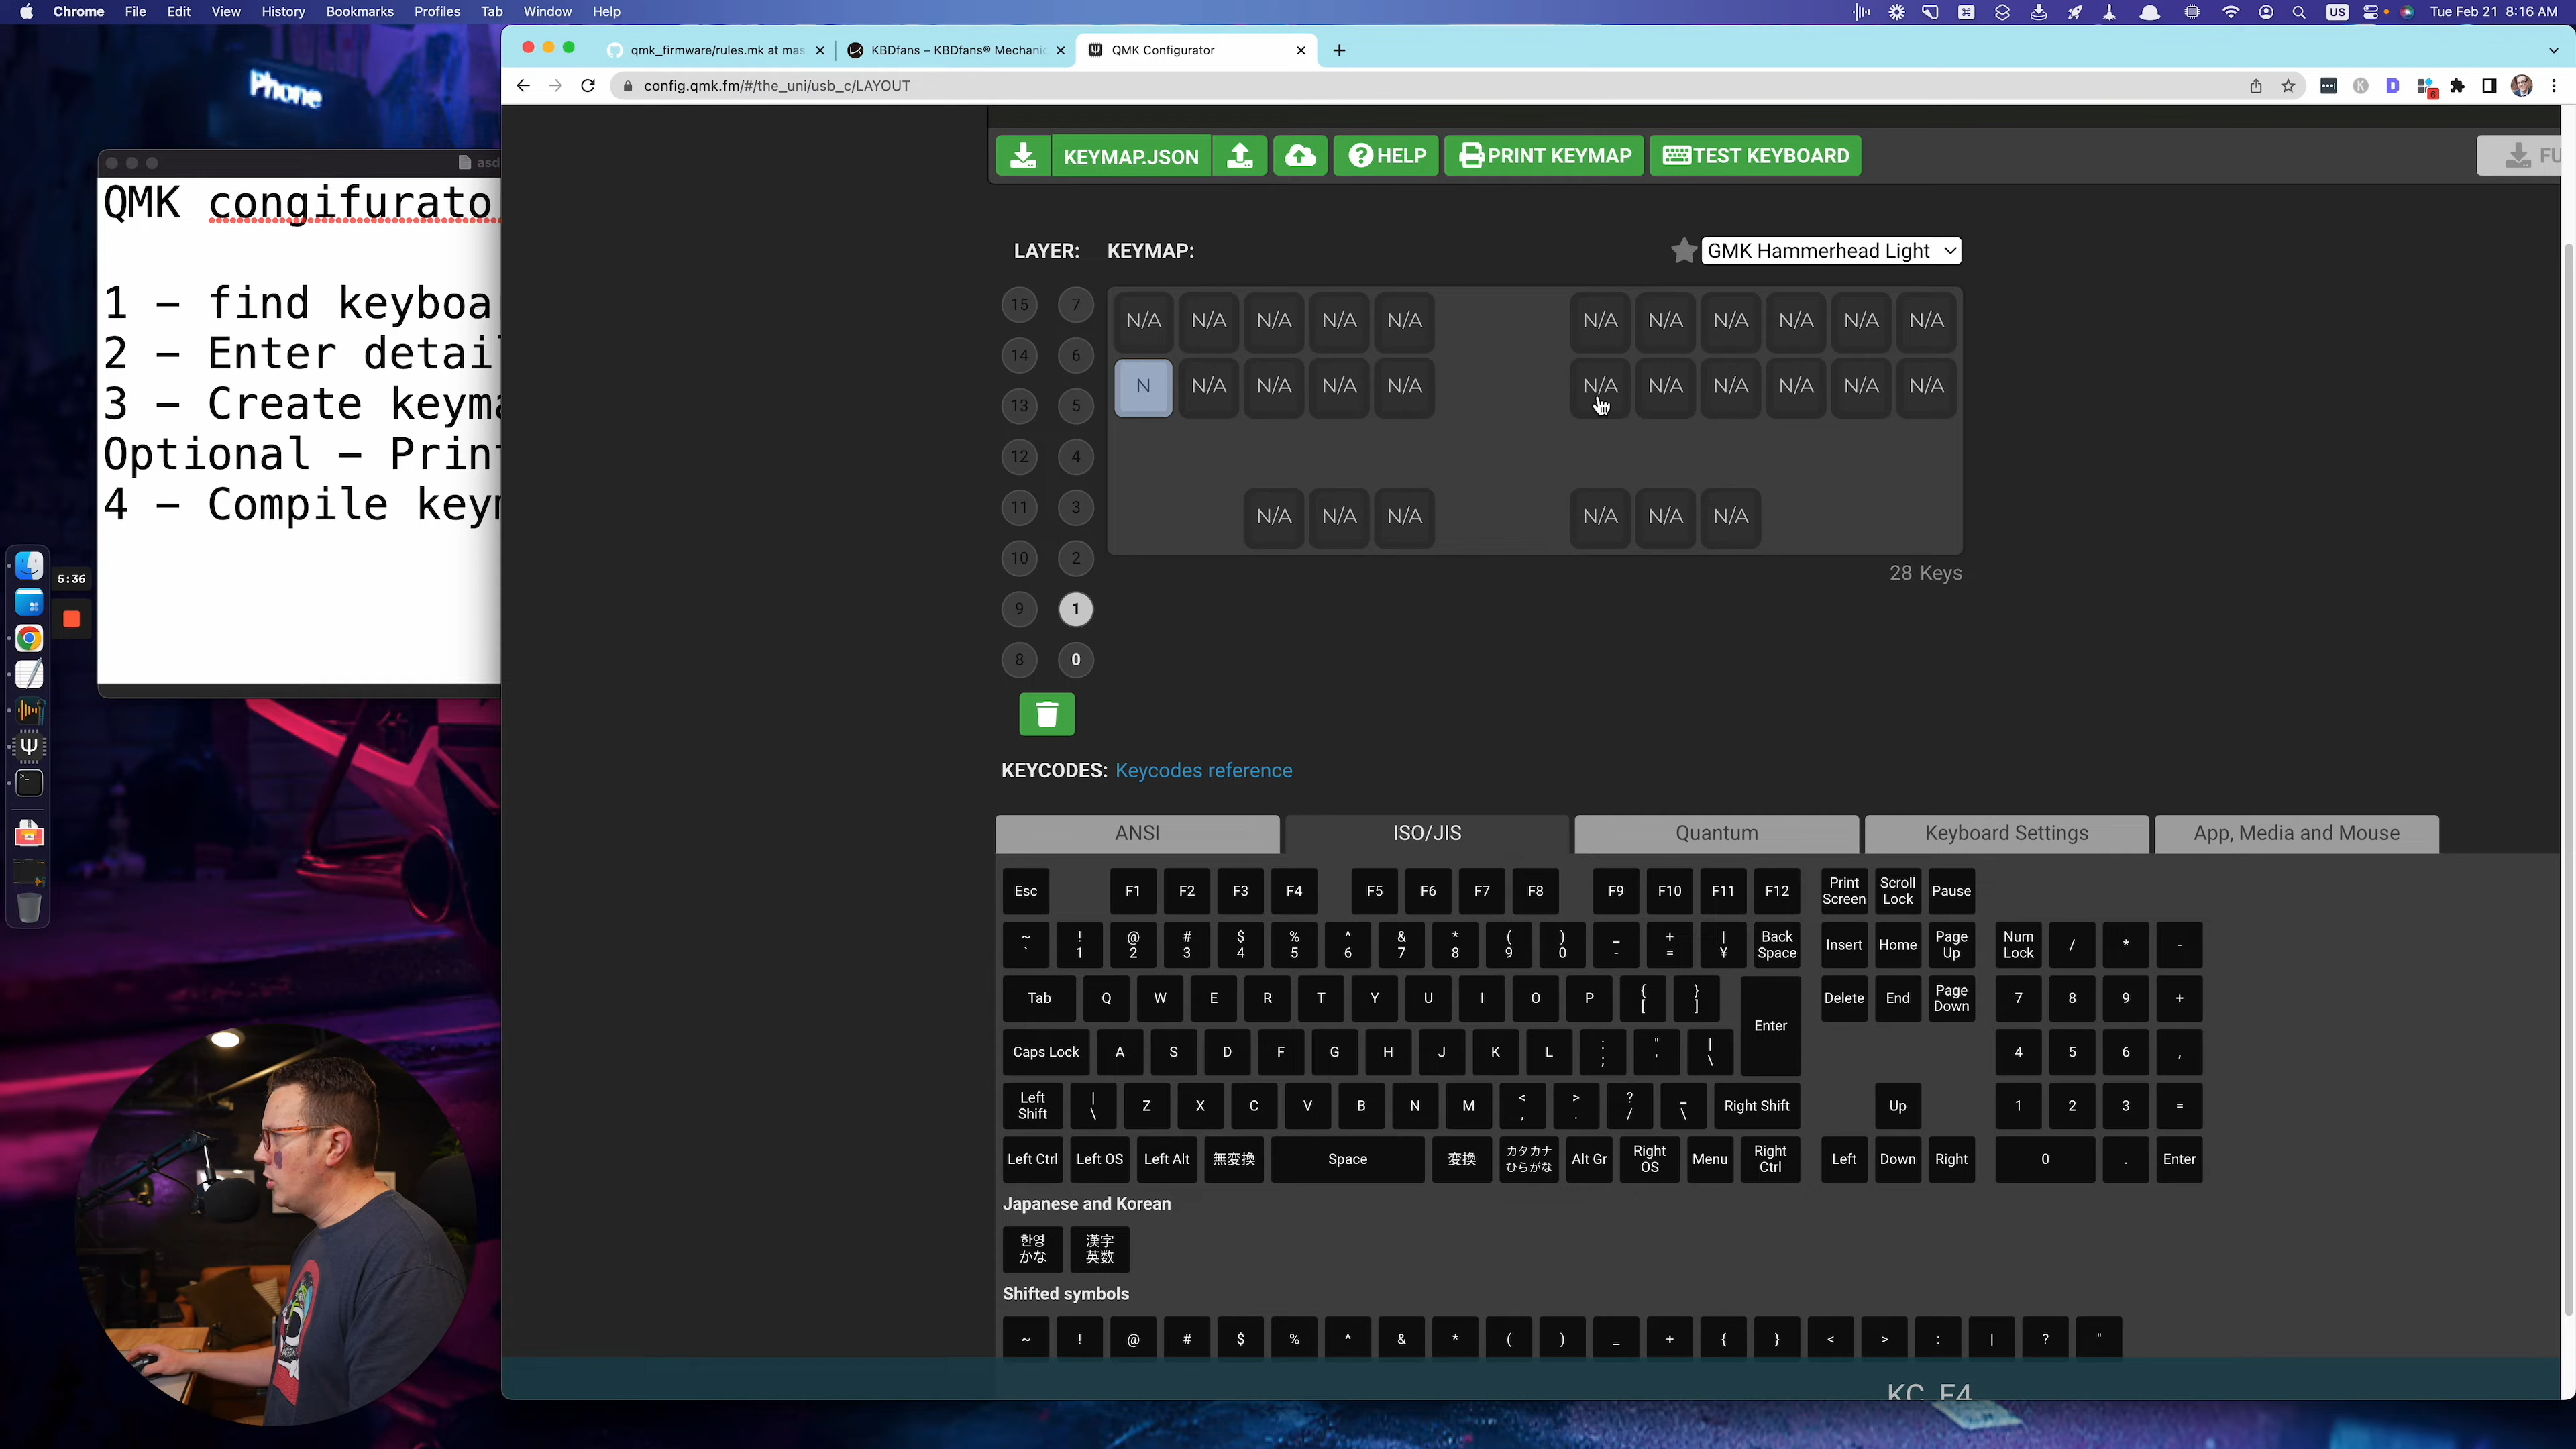 Chrome File Edit View History Bookmarks Profiles Tab Window Help
US Tue Feb 21 8:16 AM
Phone
qmk_firmware/rules.mk at mas
KBDfans – KBDfans® Mechani
QMK Configurator
config.qmk.fm/#/the_uni/usb_c/LAYOUT
6
asd
QMK congifurato
1 – find keyboa
2 – Enter detail
3 – Create keyma
Optional – Print
4 – Compile keym
5:36
KEYMAP.JSON HELP PRINT KEYMAP TEST KEYBOARD FU
LAYER: KEYMAP: GMK Hammerhead Light
15 7 N/A N/A N/A N/A N/A N/A N/A N/A N/A N/A N/A
14 6
13 5 N N/A N/A N/A N/A N/A N/A N/A N/A N/A N/A
12 4
11 3 N/A N/A N/A N/A N/A N/A
10 2
28 Keys
9 1
8 0
KEYCODES: Keycodes reference
ANSI ISO/JIS Quantum Keyboard Settings App, Media and Mouse
Esc F1 F2 F3 F4 F5 F6 F7 F8 F9 F10 F11 F12 Print Screen Scroll Lock Pause
~ ` ! 1 @ 2 # 3 $ 4 % 5 ^ 6 & 7 * 8 ( 9 ) 0 _ - + = | ¥ Back Space Insert Home Page Up Num Lock / * -
Tab Q W E R T Y U I O P { [ } ] Enter Delete End Page Down 7 8 9 +
Caps Lock A S D F G H J K L : ; " ' | \ 4 5 6 ,
Left Shift | \ Z X C V B N M < , > . ? / _ \ Right Shift Up 1 2 3 =
Left Ctrl Left OS Left Alt 無変換 Space 変換 カタカナ ひらがな Alt Gr Right OS Menu Right Ctrl Left Down Right 0 . Enter
Japanese and Korean
한영 かな 漢字 英数
Shifted symbols
~ ! @ # $ % ^ & * ( ) _ + { } < > : | ? "
KC_F4